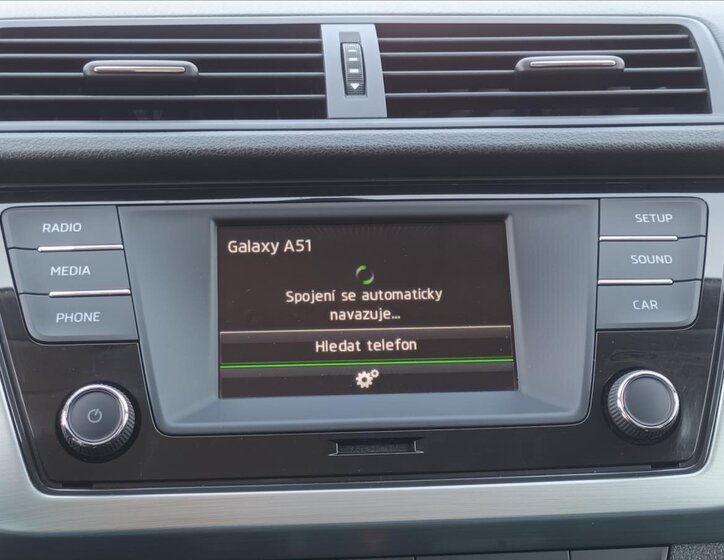 RADIO
MEDIA
PHONE
Galaxy A51
Spojení se automaticky
navazuje...
Hledat telefon
SETUP
SOUND
CAR